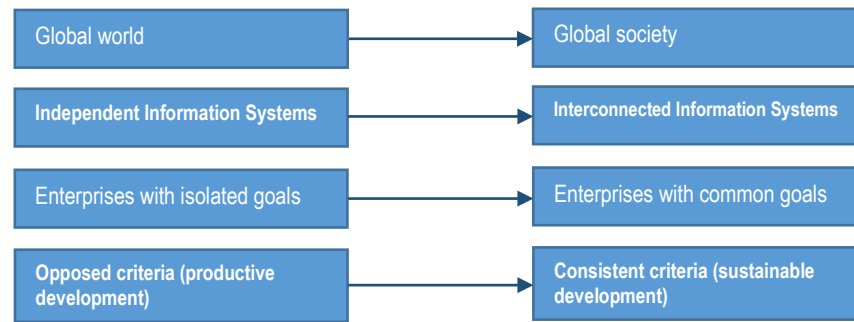 Global world
Global society
Independent Information Systems
Interconnected Information Systems
Enterprises with isolated goals
Enterprises with common goals
Opposed criteria (productive
development)
Consistent criteria (sustainable
development)